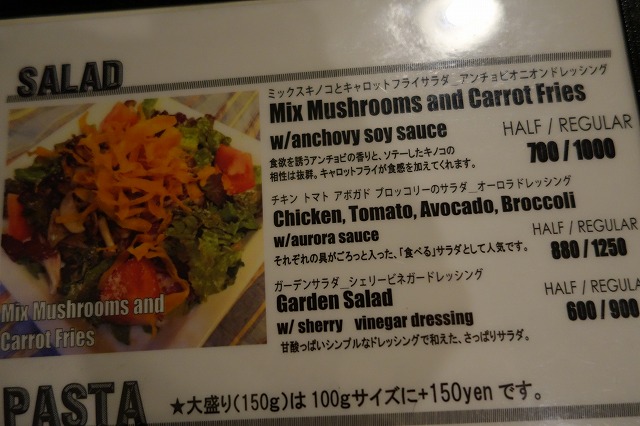 SALAD
ミックスキノコとキャロットフライサラダ_アンチョビオニオンドレッシング
Mix Mushrooms and Carrot Fries
w/anchovy soy sauce
HALF / REGULAR
700 / 1000
食欲を誘うアンチョビの香りと、ソテーしたキノコの
相性は抜群。キャロットフライが食感を加えてくれます。
チキン トマト アボガド ブロッコリーのサラダ_オーロラドレッシング
Chicken, Tomato, Avocado, Broccoli
w/aurora sauce
HALF / REGULAR
880 / 1250
それぞれの具がごろっと入った、「食べる」サラダとして人気です。
ガーデンサラダ_シェリービネガードレッシング
Garden Salad
w/ sherry vinegar dressing
HALF / REGULA
600 / 900
甘酸っぱいシンプルなドレッシングで和えた、さっぱりサラダ。
Mix Mushrooms and
Carrot Fries
PASTA
★大盛り(150g)は100gサイズに+150yen です。